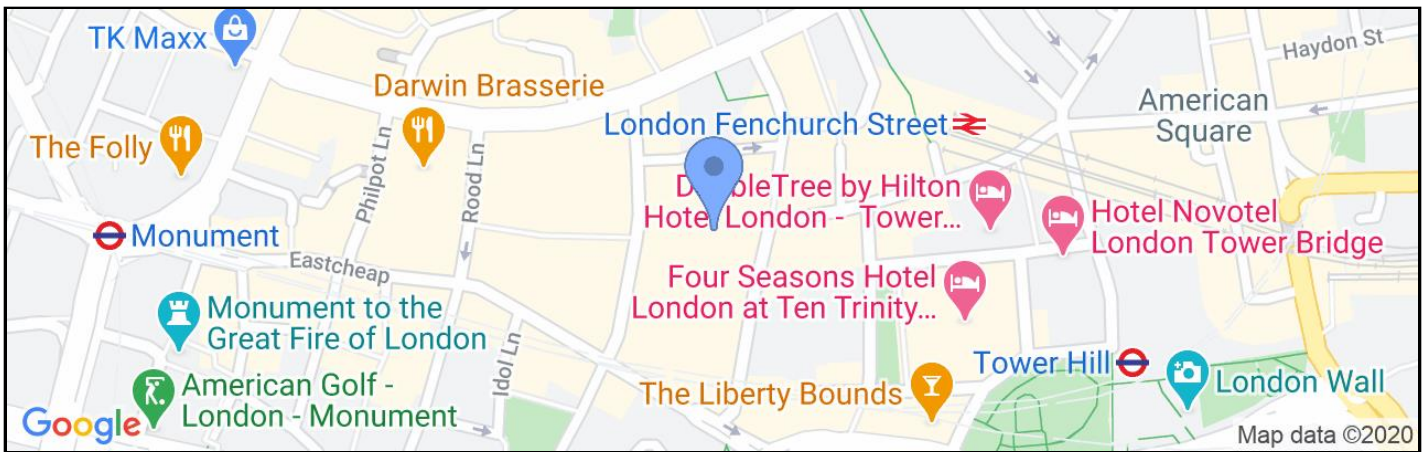 TK Maxx
Haydon St
Darwin Brasserie
American
Square
London Fenchurch Street
The Folly
Philpot Ln
Rood Ln
DoubleTree by Hilton
Hotel London - Tower...
Hotel Novotel
London Tower Bridge
Monument
Eastcheap
Four Seasons Hotel
London at Ten Trinity...
Monument to the
Great Fire of London
Idol Ln
Tower Hill
London Wall
The Liberty Bounds
American Golf -
London - Monument
Google
Map data ©2020